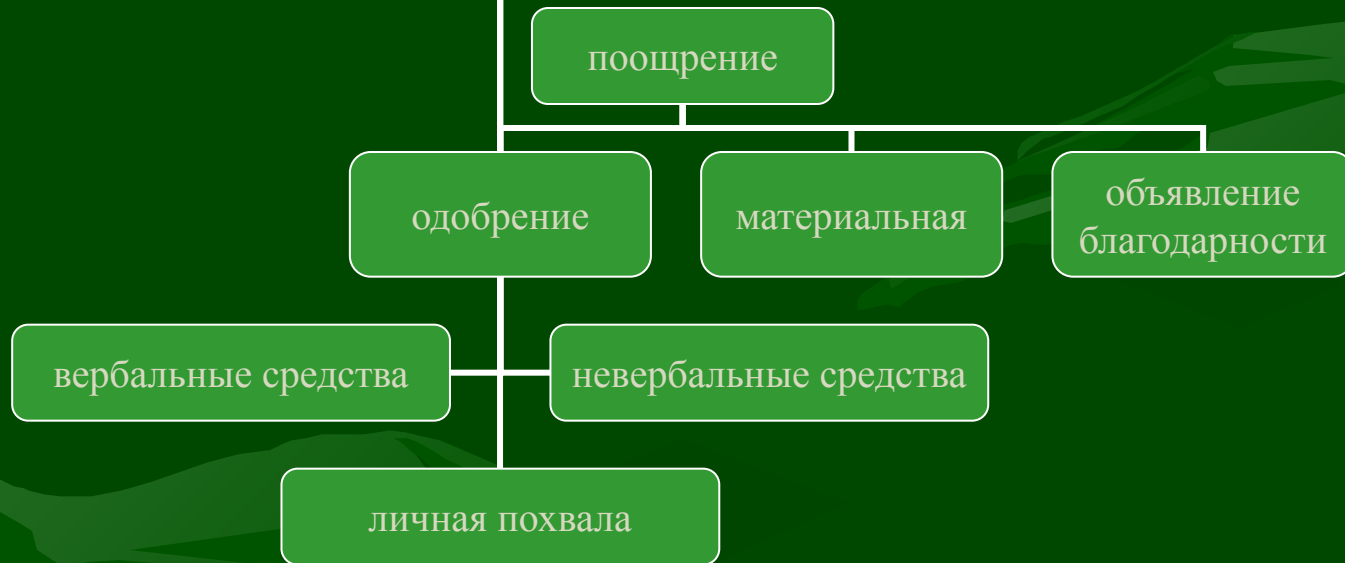 поощрение
одобрение
материальная
объявление
благодарности
вербальные средства
невербальные средства
личная похвала